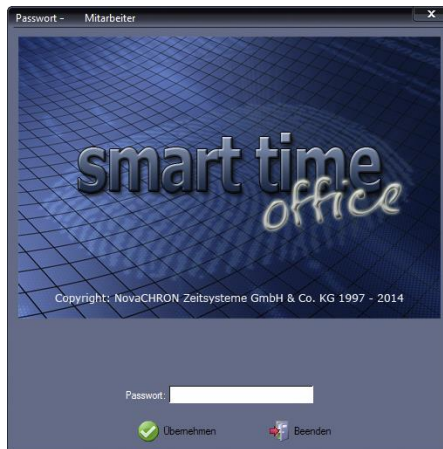 Passwort - Mitarbeiter
x
smart time
office
Copyright: NovaCHRON Zeitsysteme GmbH & Co. KG 1997 - 2014
Passwort:
Übernehmen Beenden